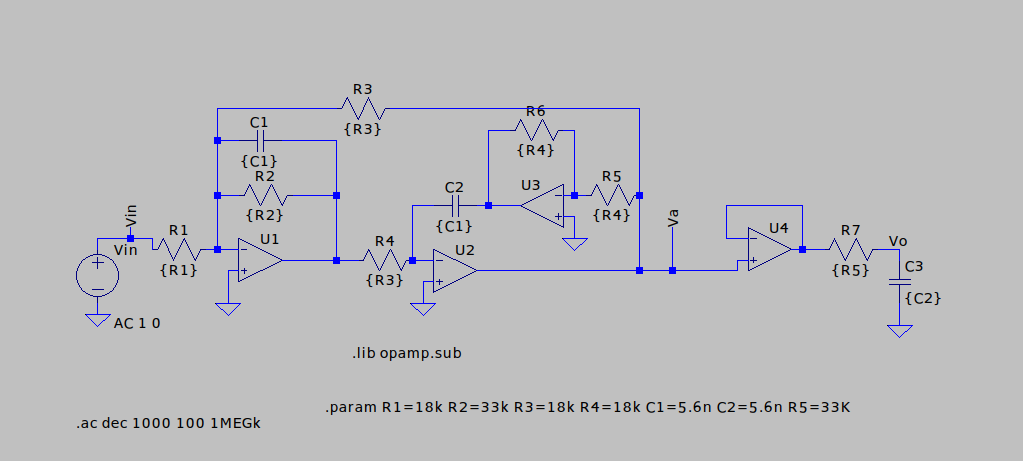 R3
{R3}
R6
{R4}
C1
{C1}
R2
{R2}
C2
{C1}
U3
R5
{R4}
Vin
Vin
R1
{R1}
U1
R4
{R3}
U2
Va
U4
R7
{R5}
Vo
C3
{C2}
AC 1 0
.lib opamp.sub
.param R1=18k R2=33k R3=18k R4=18k C1=5.6n C2=5.6n R5=33K
.ac dec 1000 100 1MEGk